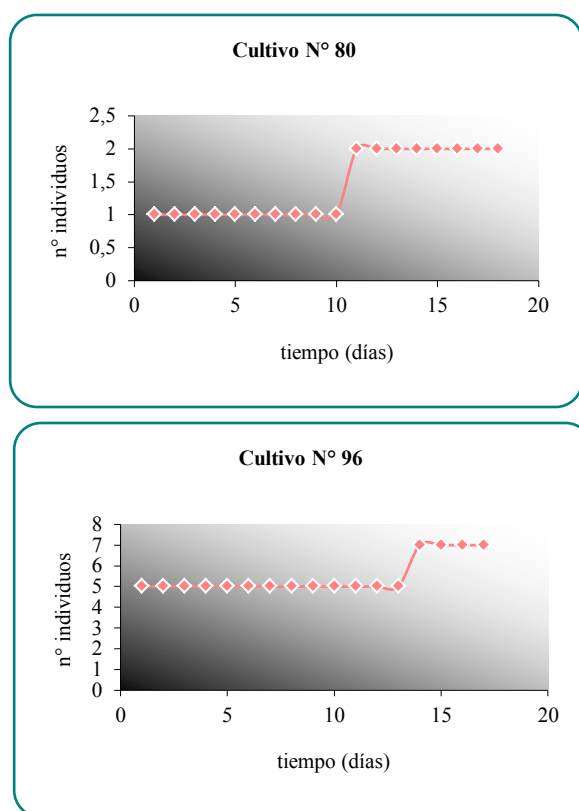 Cultivo N° 80
n° individuos
2,5
2
1,5
1
0,5
0
0 5 10 15 20
tiempo (días)
Cultivo N° 96
n° individuos
8
7
6
5
4
3
2
1
0
0 5 10 15 20
tiempo (días)